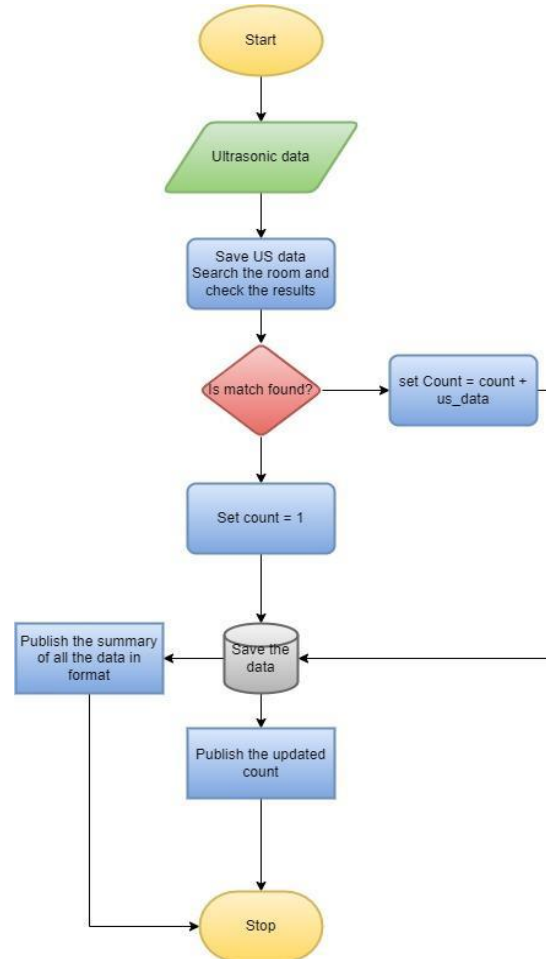 Start
Ultrasonic data
Save US data
Search the room and
check the results
Is match found?
set Count = count +
us_data
Set count = 1
Save the
data
Publish the summary
of all the data in
format
Publish the updated
count
Stop